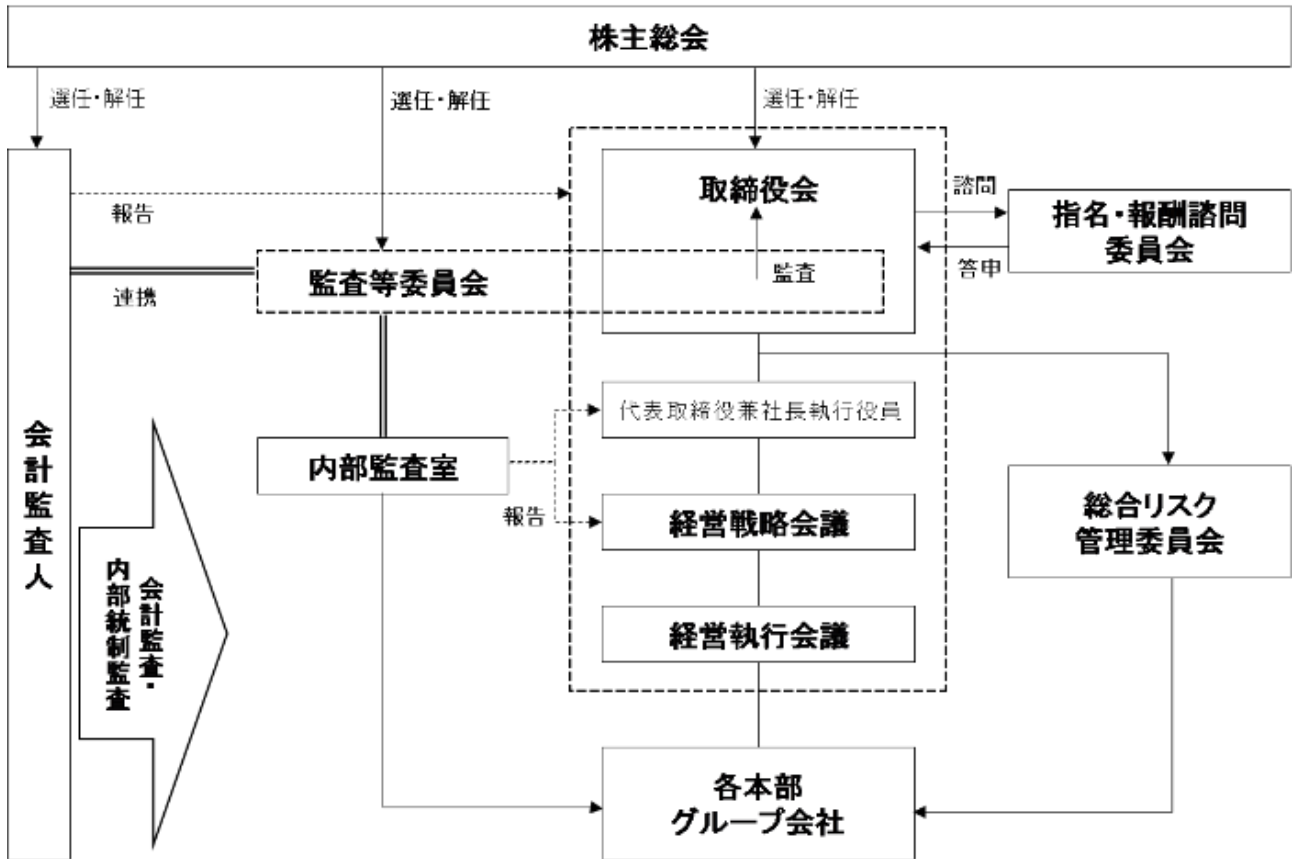 株主総会
選任・解任
選任・解任
選任・解任
取締役会
諮問
指名・報酬諮問
委員会
報告
答申
監査等委員会
監査
連携
代表取締役兼社長執行役員
会計監査人
内部監査室
報告
経営戦略会議
総合リスク
管理委員会
会計監査・
内部統制監査
経営執行会議
各本部
グループ会社